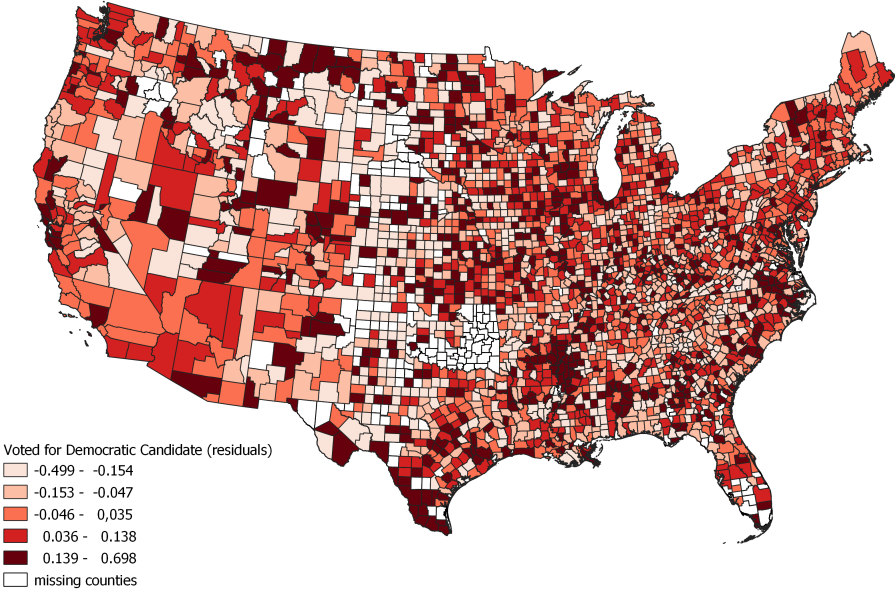 Voted for Democratic Candidate (residuals)
-0.499 - -0.154
-0.153 - -0.047
-0.046 - 0,035
0.036 - 0.138
0.139 - 0.698
missing counties